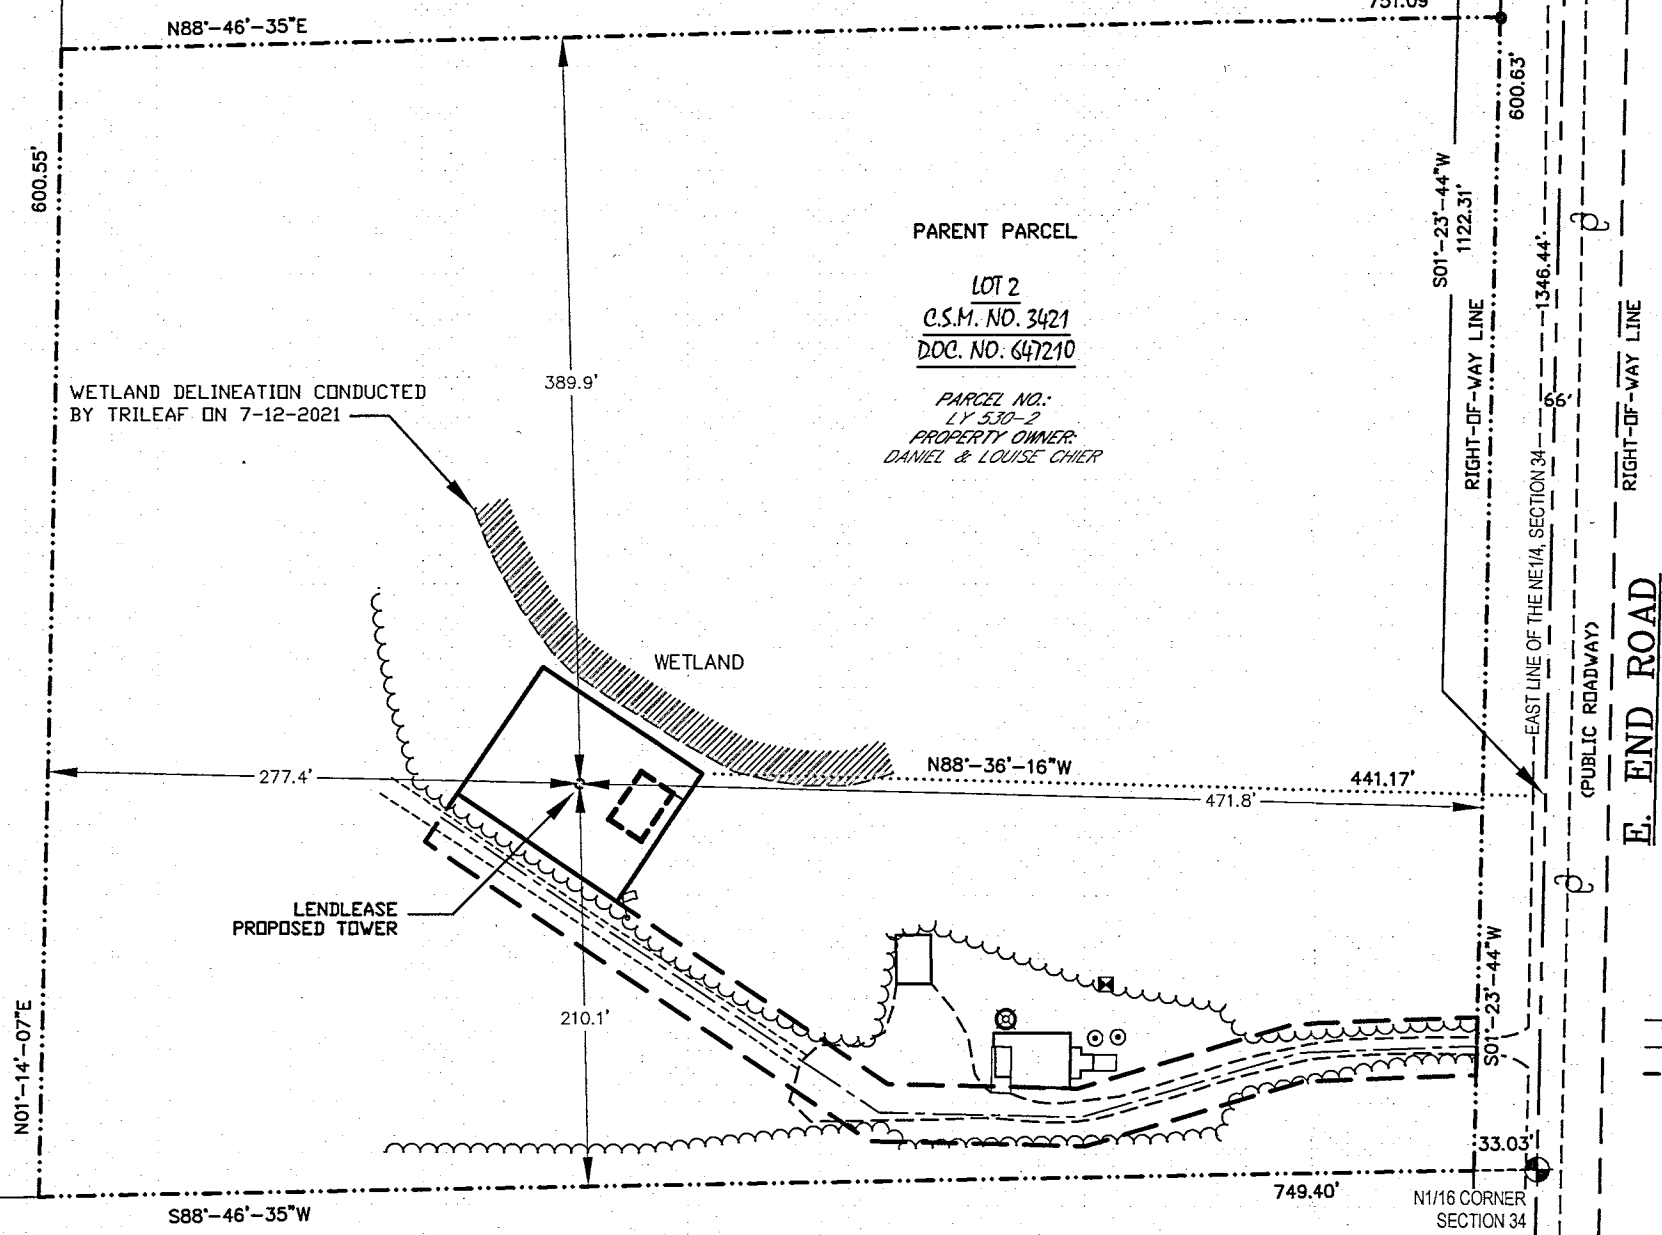 751.09
N88°-46'-35"E
600.63'
600.55'
S01°-23'-44"W
1122.31'
PARENT PARCEL
LOT 2
C.S.M. NO. 3421
DOC. NO. 647210
PARCEL NO.:
LY 530-2
PROPERTY OWNER:
DANIEL & LOUISE CHIER
1346.44'
RIGHT-OF-WAY LINE
RIGHT-OF-WAY LINE
66'
389.9'
WETLAND DELINEATION CONDUCTED
BY TRILEAF ON 7-12-2021
EAST LINE OF THE NE1/4, SECTION 34
WETLAND
(PUBLIC ROADWAY)
E. END ROAD
N88°-36'-16"W
441.17'
277.4'
471.8'
LENDLEASE
PROPOSED TOWER
210.1'
S01°-23'-44"W
N01°-14'-07"E
33.03'
749.40'
N1/16 CORNER
SECTION 34
S88°-46'-35"W